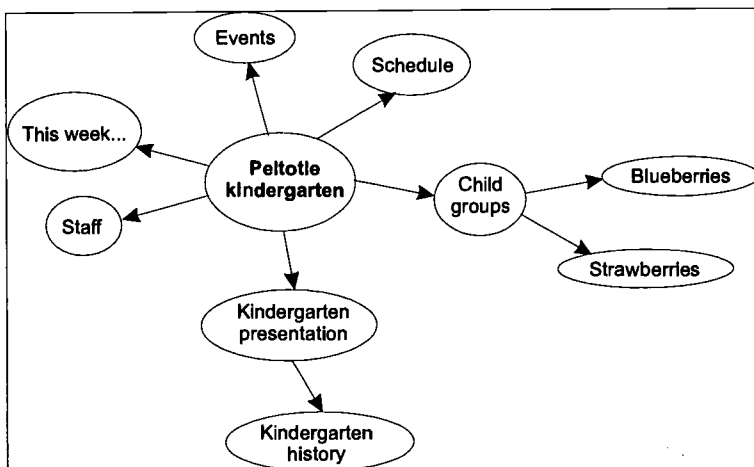 Events
Schedule
This week...
Peltotie
kindergarten
Child
groups
Blueberries
Staff
Strawberries
Kindergarten
presentation
Kindergarten
history